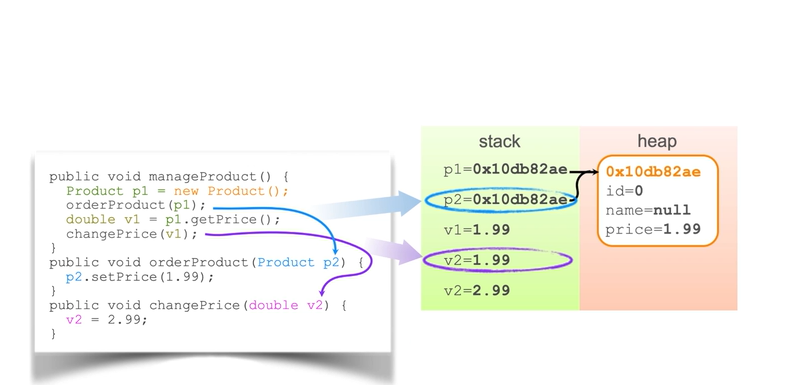 public void manageProduct() {
Product p1 = new Product();
orderProduct(p1);
double v1 = p1.getPrice();
changePrice(v1);
}
public void orderProduct(Product p2) {
p2.setPrice(1.99);
}
public void changePrice(double v2) {
v2 = 2.99;
}
stack
p1=0x10db82ae
p2=0x10db82ae
v1=1.99
v2=1.99
v2=2.99
heap
0x10db82ae
id=0
name=null
price=1.99